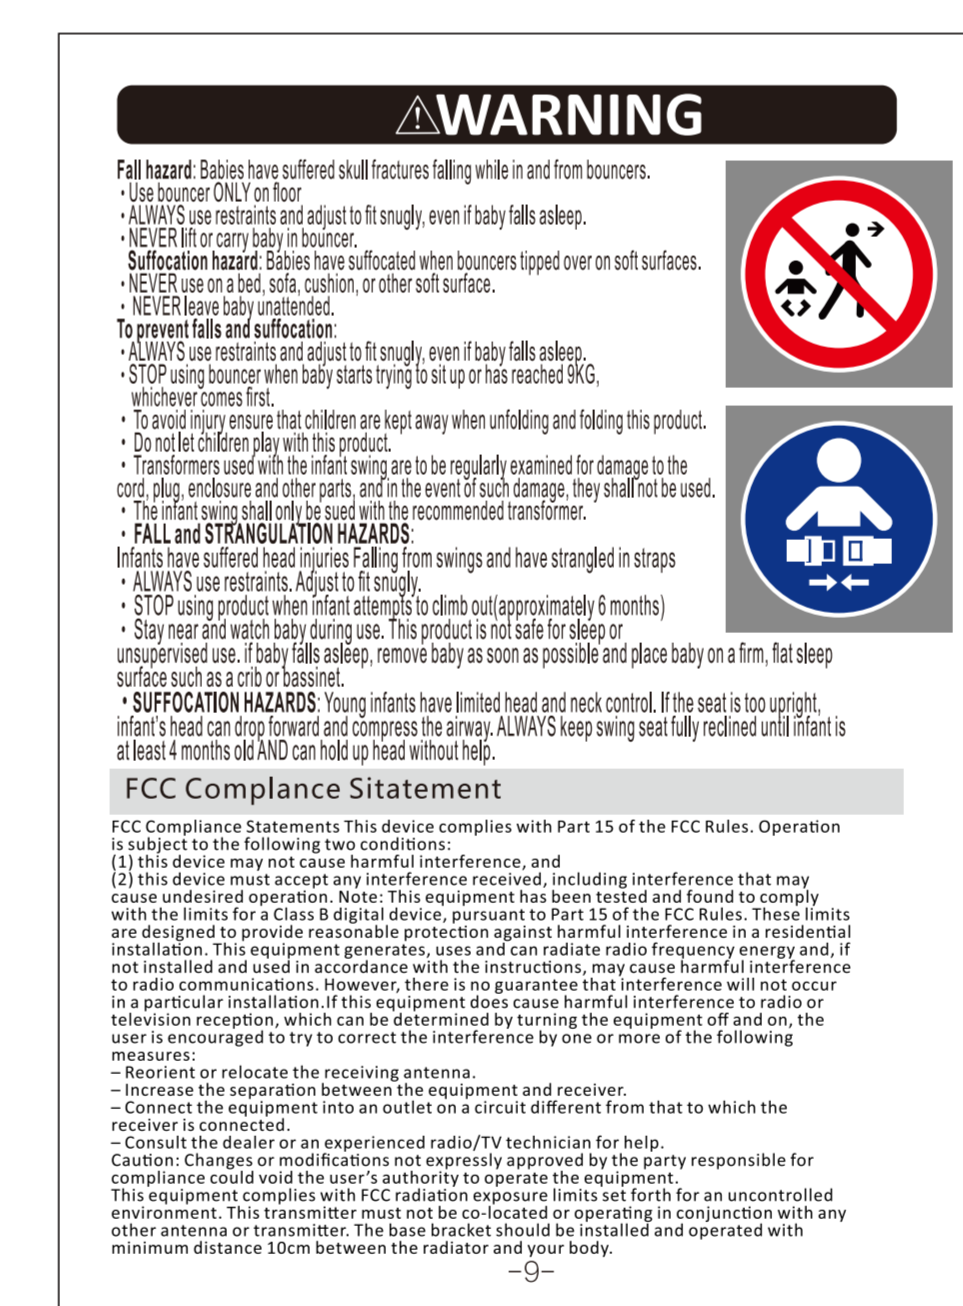 ⚠WARNING
Fall hazard: Babies have suffered skull fractures falling while in and from bouncers.
• Use bouncer ONLY on floor
• ALWAYS use restraints and adjust to fit snugly, even if baby falls asleep.
• NEVER lift or carry baby in bouncer.
Suffocation hazard: Babies have suffocated when bouncers tipped over on soft surfaces.
• NEVER use on a bed, sofa, cushion, or other soft surface.
• NEVER leave baby unattended.
To prevent falls and suffocation:
• ALWAYS use restraints and adjust to fit snugly, even if baby falls asleep.
• STOP using bouncer when baby starts trying to sit up or has reached 9KG,
whichever comes first.
• To avoid injury ensure that children are kept away when unfolding and folding this product.
• Do not let children play with this product.
• Transformers used with the infant swing are to be regularly examined for damage to the
cord, plug, enclosure and other parts, and in the event of such damage, they shall not be used.
• The infant swing shall only be sued with the recommended transformer.
• FALL and STRANGULATION HAZARDS:
Infants have suffered head injuries Falling from swings and have strangled in straps
• ALWAYS use restraints. Adjust to fit snugly.
• STOP using product when infant attempts to climb out(approximately 6 months)
• Stay near and watch baby during use. This product is not safe for sleep or
unsupervised use. if baby falls asleep, remove baby as soon as possible and place baby on a firm, flat sleep
surface such as a crib or bassinet.
• SUFFOCATION HAZARDS: Young infants have limited head and neck control. If the seat is too upright,
infant's head can drop forward and compress the airway. ALWAYS keep swing seat fully reclined until infant is
at least 4 months old AND can hold up head without help.
FCC Complance Sitatement
FCC Compliance Statements This device complies with Part 15 of the FCC Rules. Operation
is subject to the following two conditions:
(1) this device may not cause harmful interference, and
(2) this device must accept any interference received, including interference that may
cause undesired operation. Note: This equipment has been tested and found to comply
with the limits for a Class B digital device, pursuant to Part 15 of the FCC Rules. These limits
are designed to provide reasonable protection against harmful interference in a residential
installation. This equipment generates, uses and can radiate radio frequency energy and, if
not installed and used in accordance with the instructions, may cause harmful interference
to radio communications. However, there is no guarantee that interference will not occur
in a particular installation.If this equipment does cause harmful interference to radio or
television reception, which can be determined by turning the equipment off and on, the
user is encouraged to try to correct the interference by one or more of the following
measures:
– Reorient or relocate the receiving antenna.
– Increase the separation between the equipment and receiver.
– Connect the equipment into an outlet on a circuit different from that to which the
receiver is connected.
– Consult the dealer or an experienced radio/TV technician for help.
Caution: Changes or modifications not expressly approved by the party responsible for
compliance could void the user's authority to operate the equipment.
This equipment complies with FCC radiation exposure limits set forth for an uncontrolled
environment. This transmitter must not be co-located or operating in conjunction with any
other antenna or transmitter. The base bracket should be installed and operated with
minimum distance 10cm between the radiator and your body.
–9–